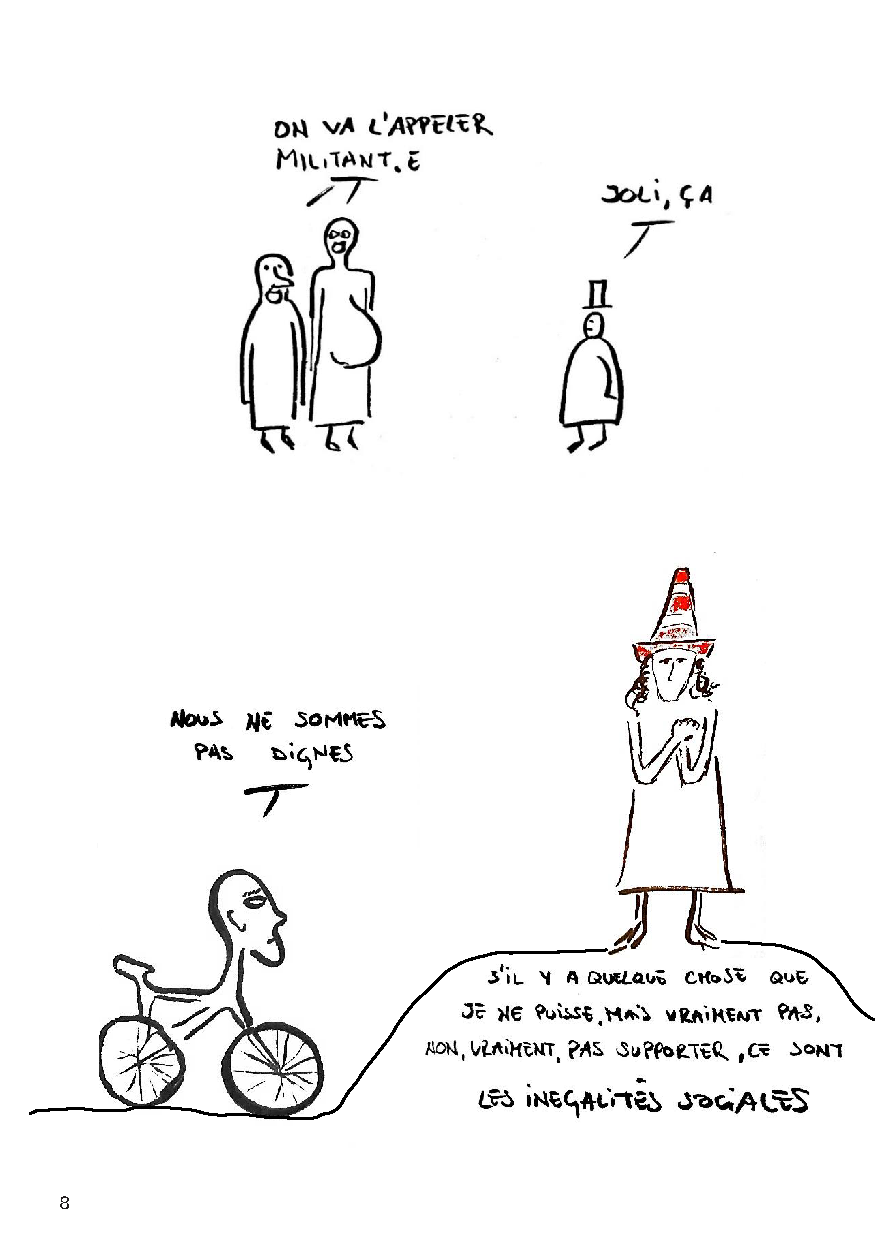 ON VA L'APPELER
MILITANT.E
JOLI, ÇA
NOUS NE SOMMES
PAS DIGNES
S'IL Y A QUELQUE CHOSE QUE
JE NE PUISSE, MAIS VRAIMENT PAS,
NON, VRAIMENT, PAS SUPPORTER, CE SONT
LES INEGALITÉS SOCIALES
8